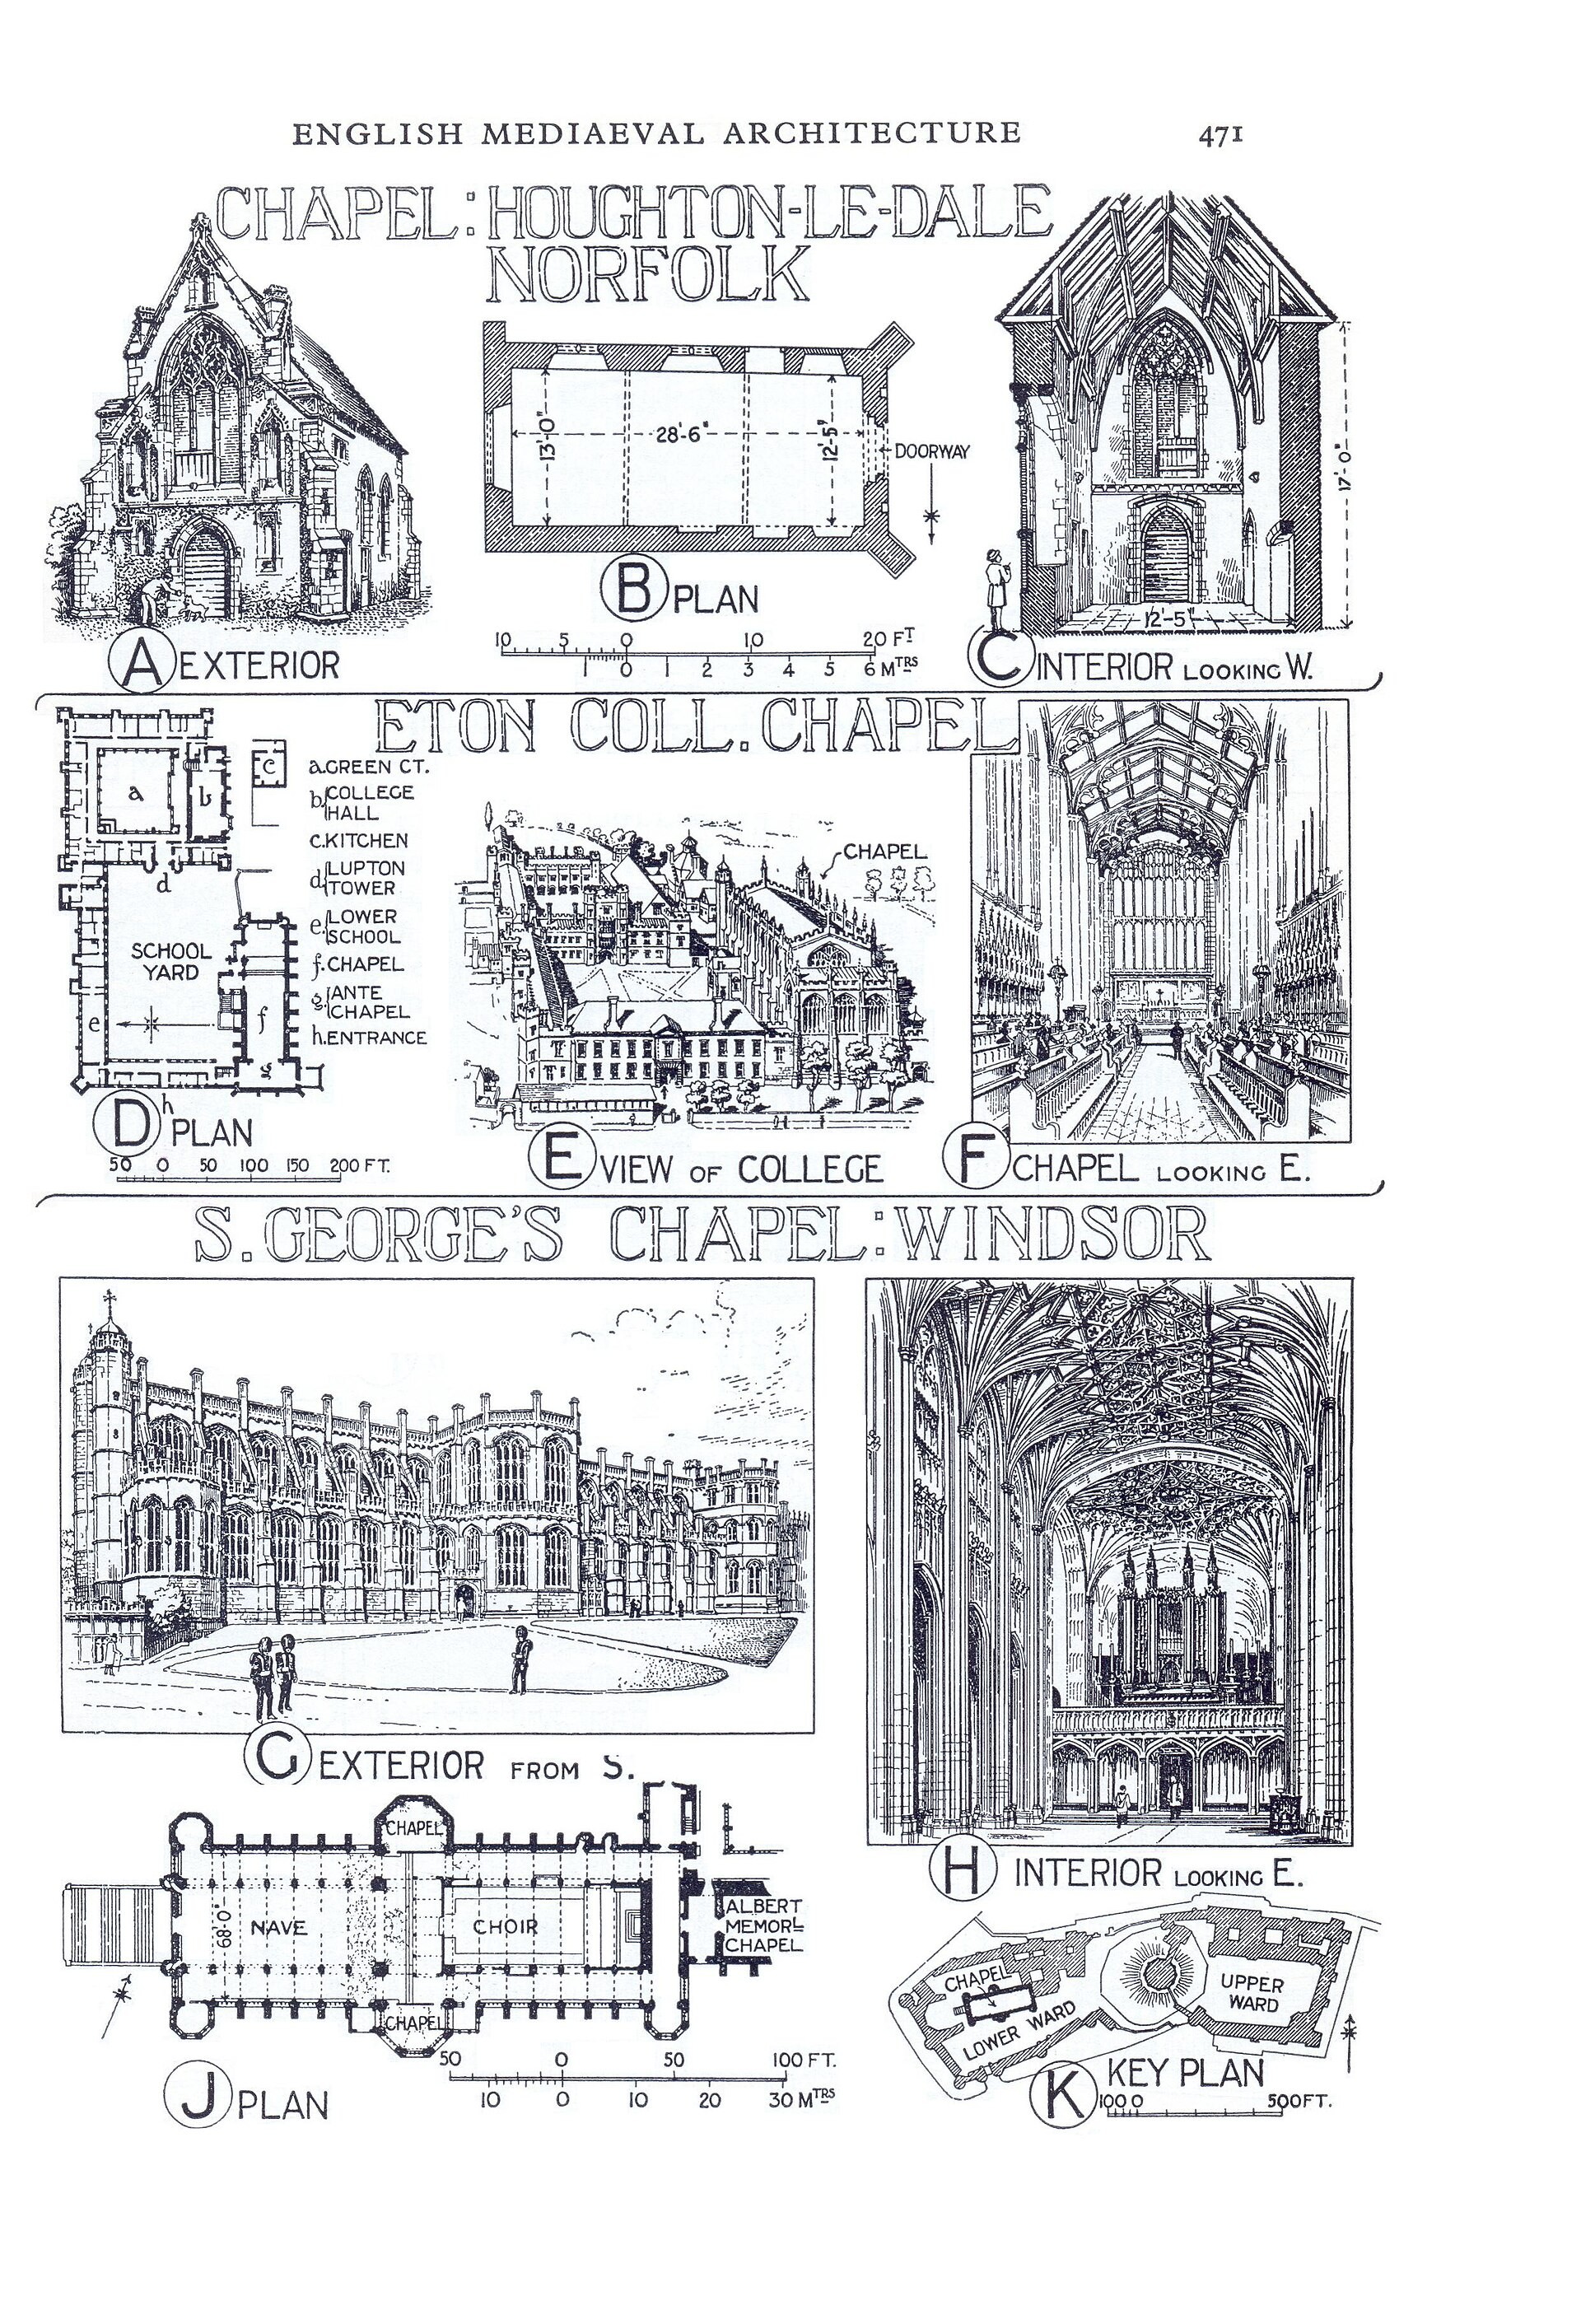 ENGLISH MEDIAEVAL ARCHITECTURE 471
CHAPEL: HOUGHTON-LE-DALE
NORFOLK
13'-0"
28'-6"
12'-5"
DOORWAY
17'-0"
12'-5"
A EXTERIOR
B PLAN
10 5 0 10 20 FT
1 0 1 2 3 4 5 6 MTRS
C INTERIOR LOOKING W.
ETON COLL. CHAPEL
a
b
c
d
SCHOOL
YARD
e
f
g
h
a. GREEN CT.
b. COLLEGE
HALL
c. KITCHEN
d. LUPTON
TOWER
e. LOWER
SCHOOL
f. CHAPEL
g. ANTE
CHAPEL
h. ENTRANCE
CHAPEL
D PLAN
50 0 50 100 150 200 FT.
E VIEW OF COLLEGE
F CHAPEL LOOKING E.
S. GEORGE'S CHAPEL: WINDSOR
G EXTERIOR FROM S.
H INTERIOR LOOKING E.
CHAPEL
68'-0"
NAVE
CHOIR
ALBERT
MEMORL
CHAPEL
CHAPEL
50 0 50 100 FT.
10 0 10 20 30 MTRS
J PLAN
CHAPEL
LOWER WARD
UPPER
WARD
K KEY PLAN
100 0 500 FT.